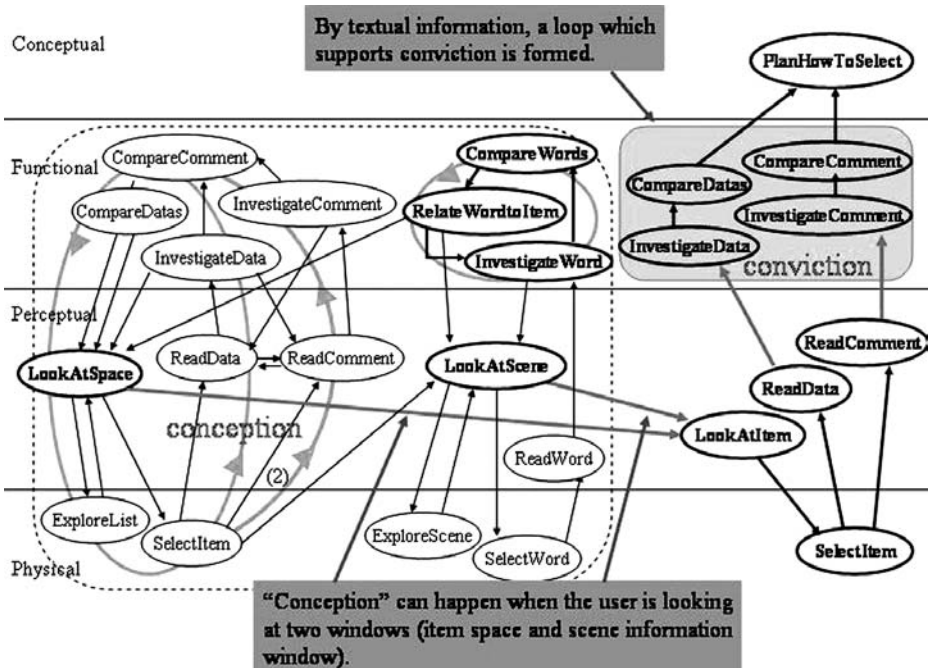 By textual information, a loop which
supports conviction is formed.
Conceptual
PlanHowToSelect
Functional
CompareComment
CompareWords
CompareDatas
InvestigateComment
RelateWordtoItem
InvestigateData
InvestigateWord
CompareComment
CompareDatas
InvestigateComment
InvestigateData
conviction
Perceptual
LookAtSpace
ReadData
ReadComment
LookAtScene
ReadComment
ReadData
conception
LookAtItem
ReadWord
(2)
ExploreList
SelectItem
ExploreScene
SelectWord
SelectItem
Physical
“Conception” can happen when the user is looking
at two windows (item space and scene information
window).